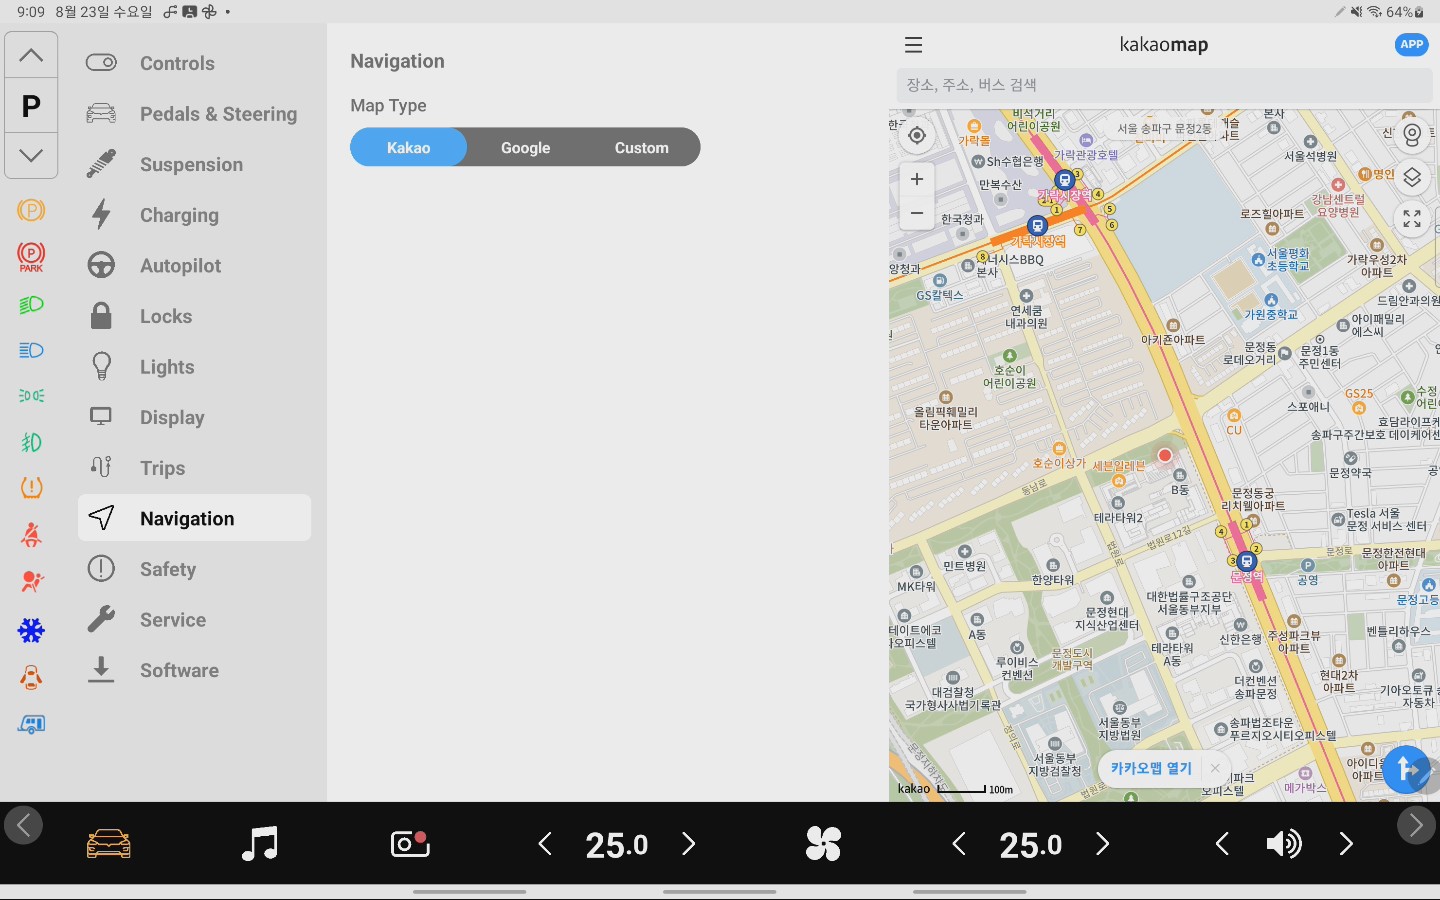 9:09 8월 23일 수요일
64%
P
PARK
Controls
Pedals & Steering
Suspension
Charging
Autopilot
Locks
Lights
Display
Trips
Navigation
Safety
Service
Software
Navigation
Map Type
Kakao
Google
Custom
kakaomap
APP
장소, 주소, 버스 검색
비석거리
어린이공원
서울 송파구 문정2동
본사
가락몰
Sh수협은행
가락관광호텔
서울석병원
명인
만복수산
가락시장역
강남센트럴
요양병원
한국청과
로즈힐아파트
가락시장역
서울평화
초등학교
가락우성2차
아파트
양청과
제너시스BBQ
본사
GS칼텍스
연세쿰
내과의원
가원중학교
드림안과의원
아이패밀리
에스씨
아키죤아파트
문정동
로데오거리
문정1동
주민센터
호순이
어린이공원
GS25
수정
어린이
올림픽훼밀리
타운아파트
스포애니
CU
효담라이프케
송파구주간보호 데이케어센
호순이상가
세븐일레븐
문정약국
B동
동남로
문정동궁
리치웰아파트
테라타워2
Tesla 서울
문정 서비스 센터
법원로12길
법원로
문정로
문정한전현대
아파트
민트병원
MK타워
한양타워
문정역
공영
대한법률구조공단
서울동부지부
문정고등
문정현대
지식산업센터
테이트에코
A동
신한은행
주성파크뷰
아파트
벤틀리하우스
테라타워
A동
루이비스
컨벤션
문정도시
개발구역
더컨벤션
송파문정
현대2차
아파트
기아오토큐
자동차
대검찰청
국가형사사법기록관
서울동부
지방법원
송파법조타운
푸르지오시티오피스텔
정의로
서울동부
지방검찰청
카카오맵 열기
파크
오피스텔
메가박스
아파트
kakao 100m
25.0
25.0